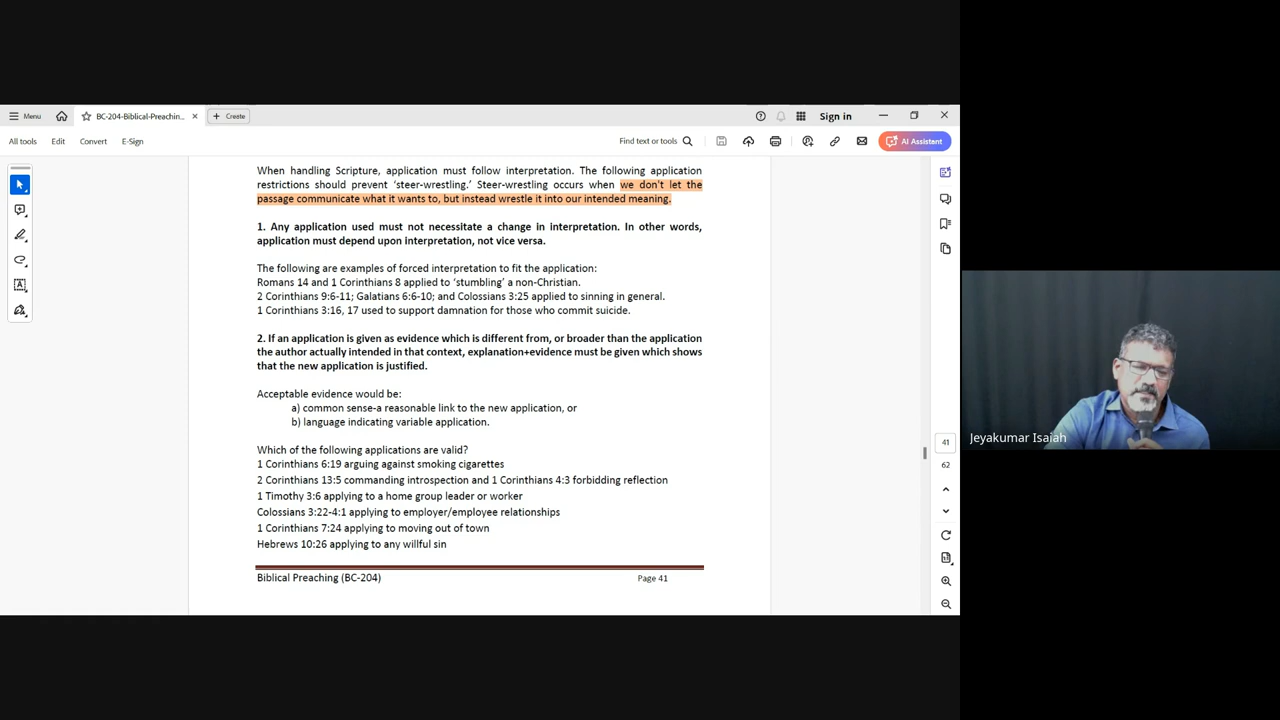 Menu
BC-204-Biblical-Preachin...
Create
Sign in
All tools
Edit
Convert
E-Sign
Find text or tools
AI Assistant
When handling Scripture, application must follow interpretation. The following application
restrictions should prevent ‘steer-wrestling.’ Steer-wrestling occurs when we don't let the
passage communicate what it wants to, but instead wrestle it into our intended meaning.
1. Any application used must not necessitate a change in interpretation. In other words,
application must depend upon interpretation, not vice versa.
The following are examples of forced interpretation to fit the application:
Romans 14 and 1 Corinthians 8 applied to ‘stumbling’ a non-Christian.
2 Corinthians 9:6-11; Galatians 6:6-10; and Colossians 3:25 applied to sinning in general.
1 Corinthians 3:16, 17 used to support damnation for those who commit suicide.
2. If an application is given as evidence which is different from, or broader than the application
the author actually intended in that context, explanation+evidence must be given which shows
that the new application is justified.
Acceptable evidence would be:
a) common sense-a reasonable link to the new application, or
b) language indicating variable application.
Which of the following applications are valid?
1 Corinthians 6:19 arguing against smoking cigarettes
2 Corinthians 13:5 commanding introspection and 1 Corinthians 4:3 forbidding reflection
1 Timothy 3:6 applying to a home group leader or worker
Colossians 3:22-4:1 applying to employer/employee relationships
1 Corinthians 7:24 applying to moving out of town
Hebrews 10:26 applying to any willful sin
Biblical Preaching (BC-204)
Page 41
41
62
Jeyakumar Isaiah